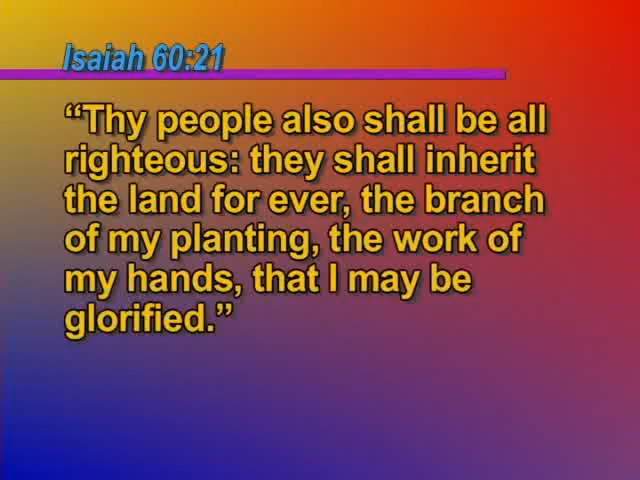 Isaiah 60:21
“Thy people also shall be all
righteous: they shall inherit
the land for ever, the branch
of my planting, the work of
my hands, that I may be
glorified.”